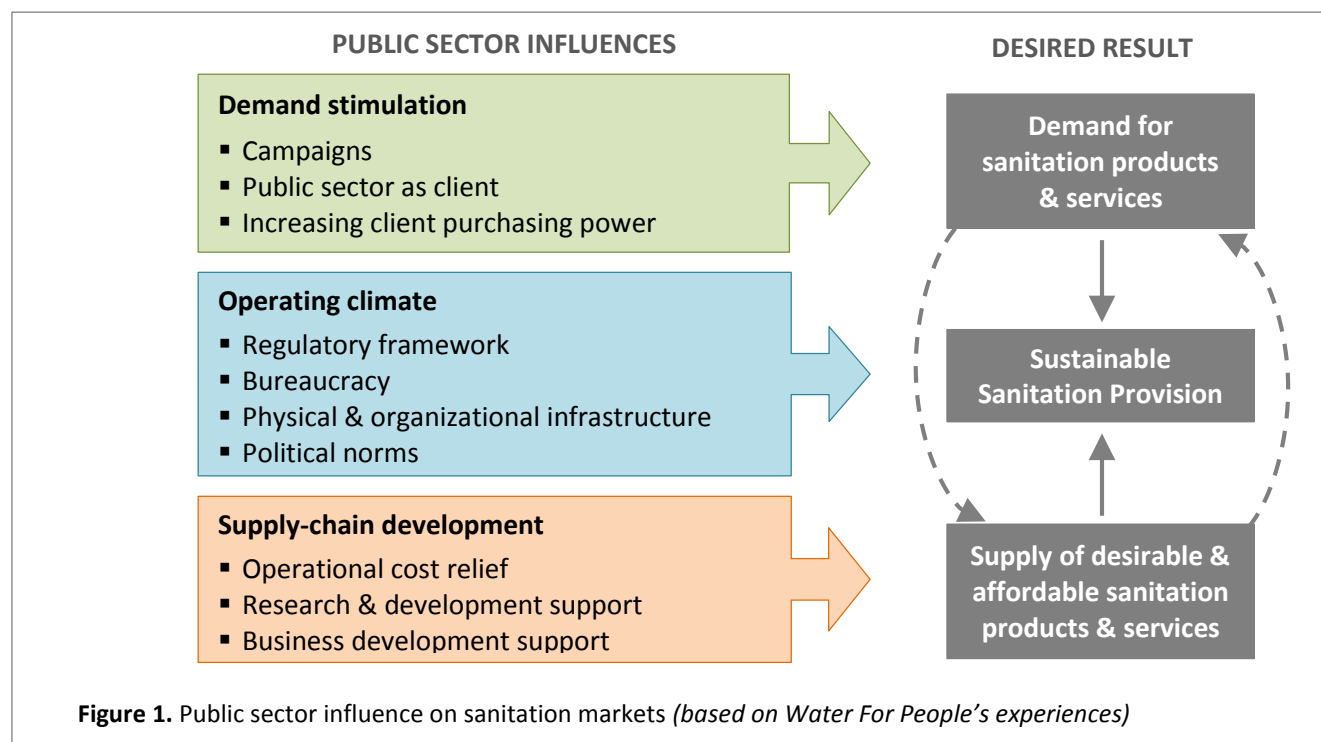 PUBLIC SECTOR INFLUENCES
DESIRED RESULT
Demand stimulation
▪ Campaigns
▪ Public sector as client
▪ Increasing client purchasing power
Demand for
sanitation products
& services
Operating climate
▪ Regulatory framework
▪ Bureaucracy
▪ Physical & organizational infrastructure
▪ Political norms
Sustainable
Sanitation Provision
Supply-chain development
▪ Operational cost relief
▪ Research & development support
▪ Business development support
Supply of desirable &
affordable sanitation
products & services
Figure 1. Public sector influence on sanitation markets (based on Water For People’s experiences)